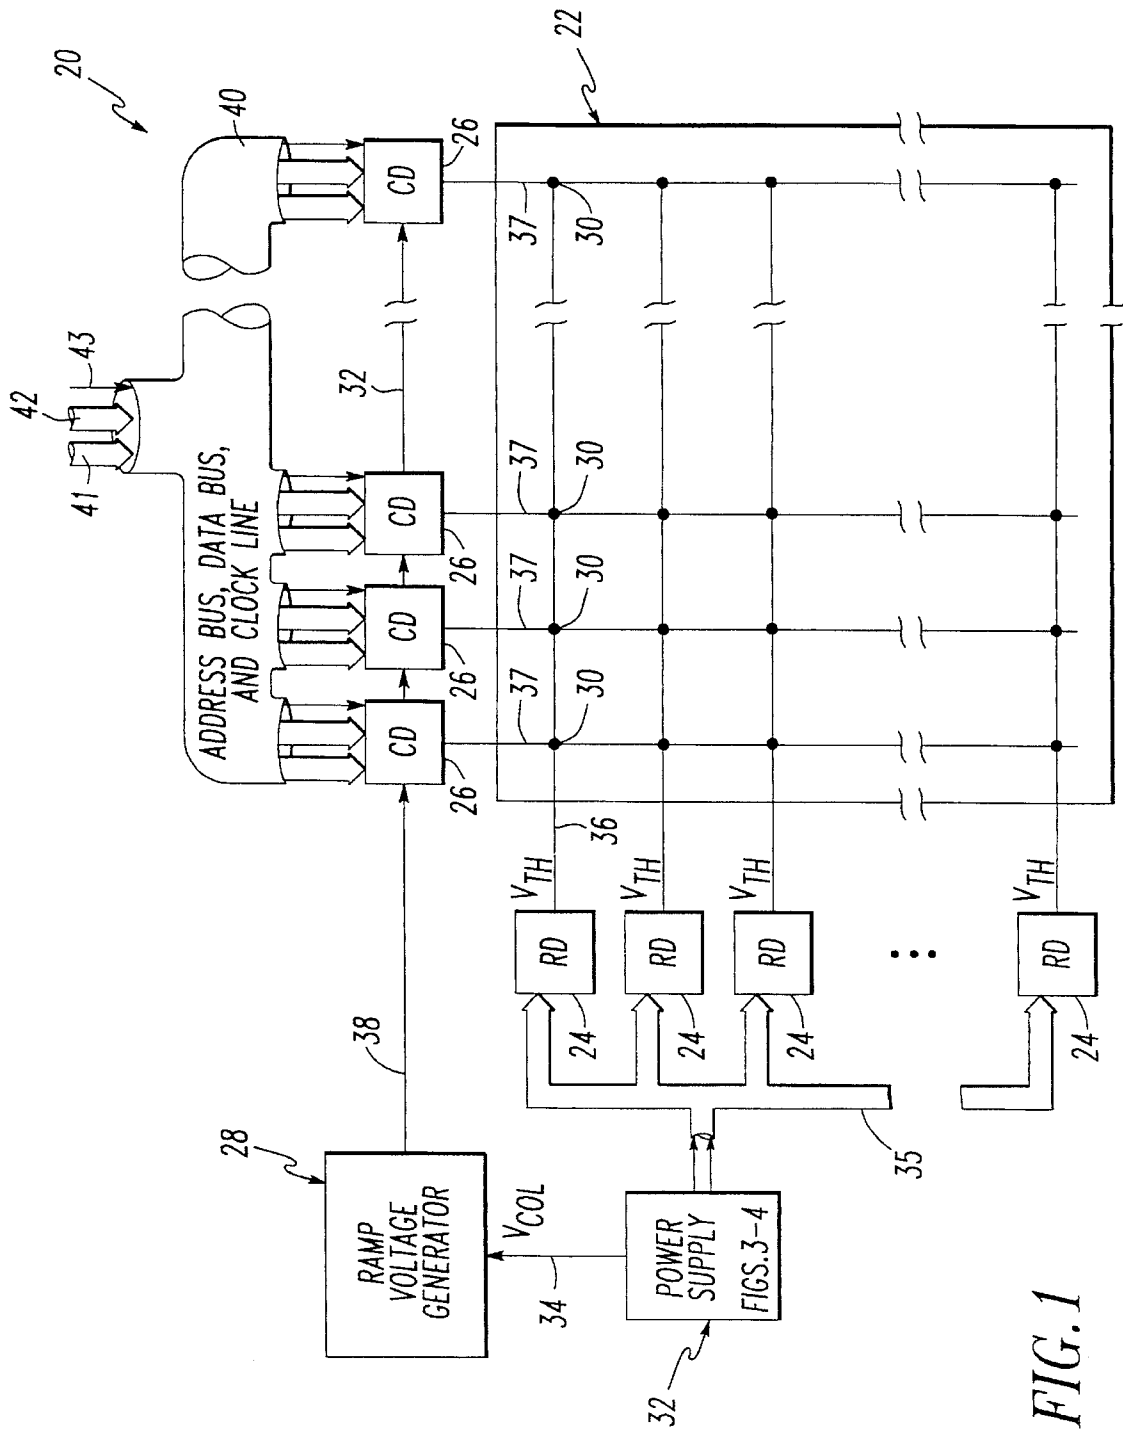 42
20
41
43
28
ADDRESS BUS, DATA BUS,
AND CLOCK LINE
40
38
32
RAMP
VOLTAGE
GENERATOR
CD
CD
CD
CD
26
26
26
26
V_COL
34
V_TH
RD
24
36
37
37
37
37
30
30
30
30
22
32
POWER
SUPPLY
FIGS.3-4
V_TH
RD
24
V_TH
RD
24
•••
35
V_TH
RD
24
FIG.1